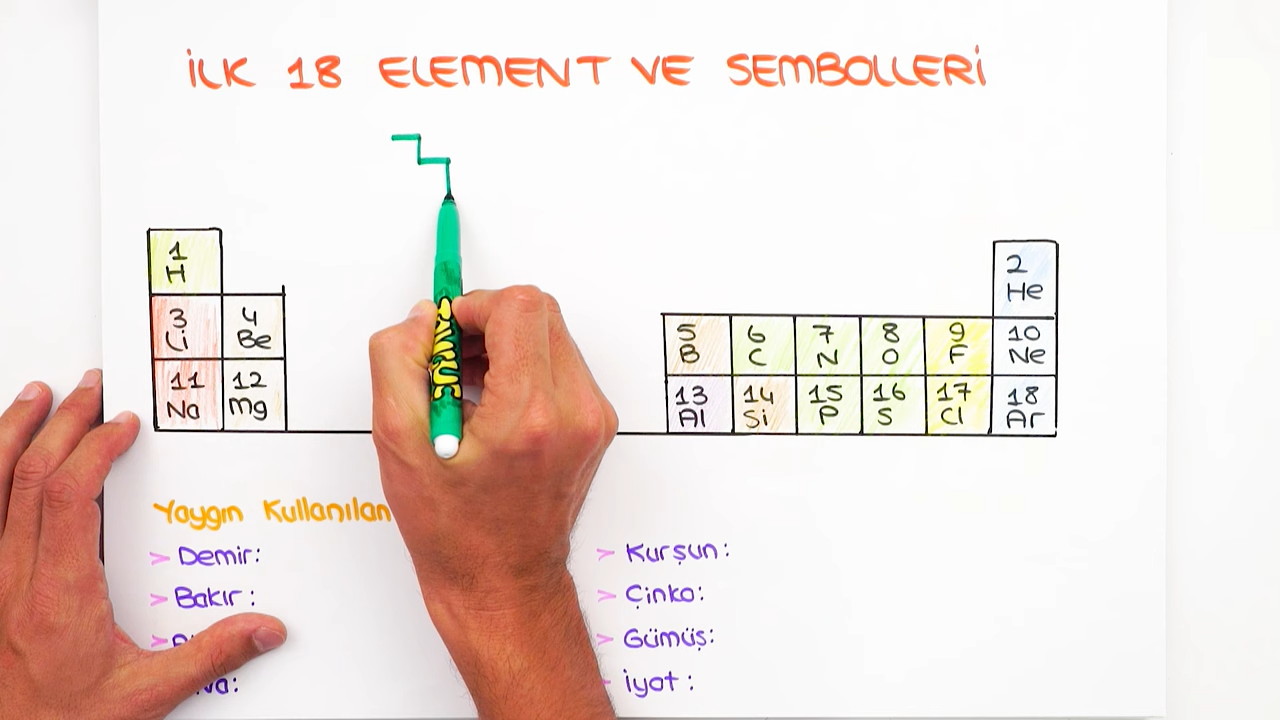 İLK 18 ELEMENT VE SEMBOLLERİ
1 2
H He
3 4 5 6 7 8 9 10
Li Be B C N O F Ne
11 12 13 14 15 16 17 18
Na Mg Al Si P S Cl Ar
Yaygın Kullanılan
> Demir:
> Bakır:
> Kurşun:
> Çinko:
> Gümüş:
İyot: